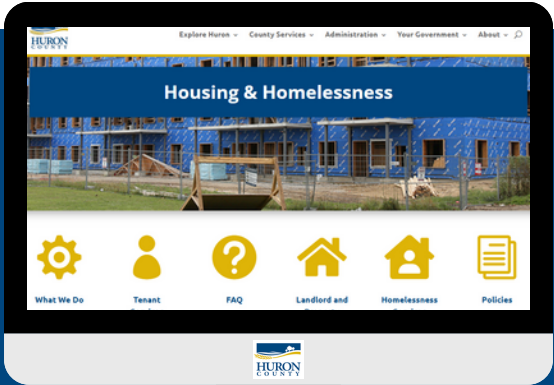 HURON
COUNTY
Explore Huron County Services Administration Your Government About
Housing & Homelessness
What We Do
Tenant
FAQ
Landlord and
Homelessness
Policies
HURON
COUNTY